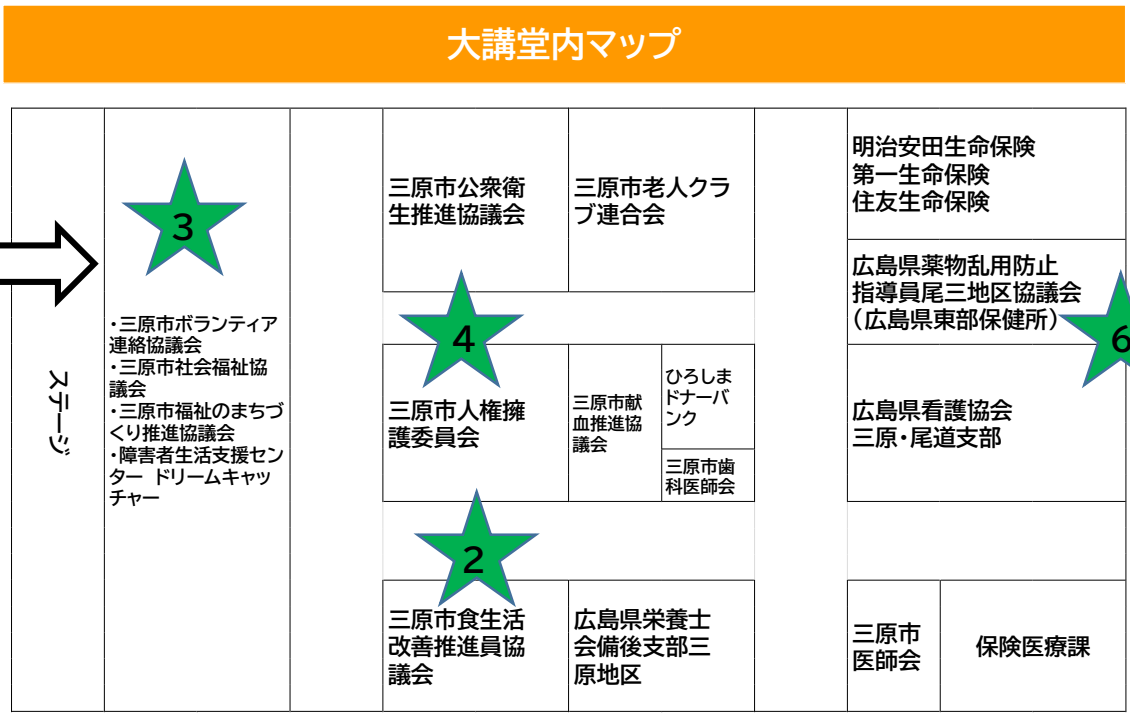 大講堂内マップ
ステージ
3
・三原市ボランティア
連絡協議会
・三原市社会福祉協
議会
・三原市福祉のまちづ
くり推進協議会
・障害者生活支援セン
ター ドリームキャッ
チャー
三原市公衆衛
生推進協議会
三原市老人クラ
ブ連合会
4
三原市人権擁
護委員会
三原市献
血推進協
議会
ひろしま
ドナーバ
ンク
三原市歯
科医師会
2
三原市食生活
改善推進員協
議会
広島県栄養士
会備後支部三
原地区
明治安田生命保険
第一生命保険
住友生命保険
広島県薬物乱用防止
指導員尾三地区協議会
（広島県東部保健所）
6
広島県看護協会
三原・尾道支部
三原市
医師会
保険医療課